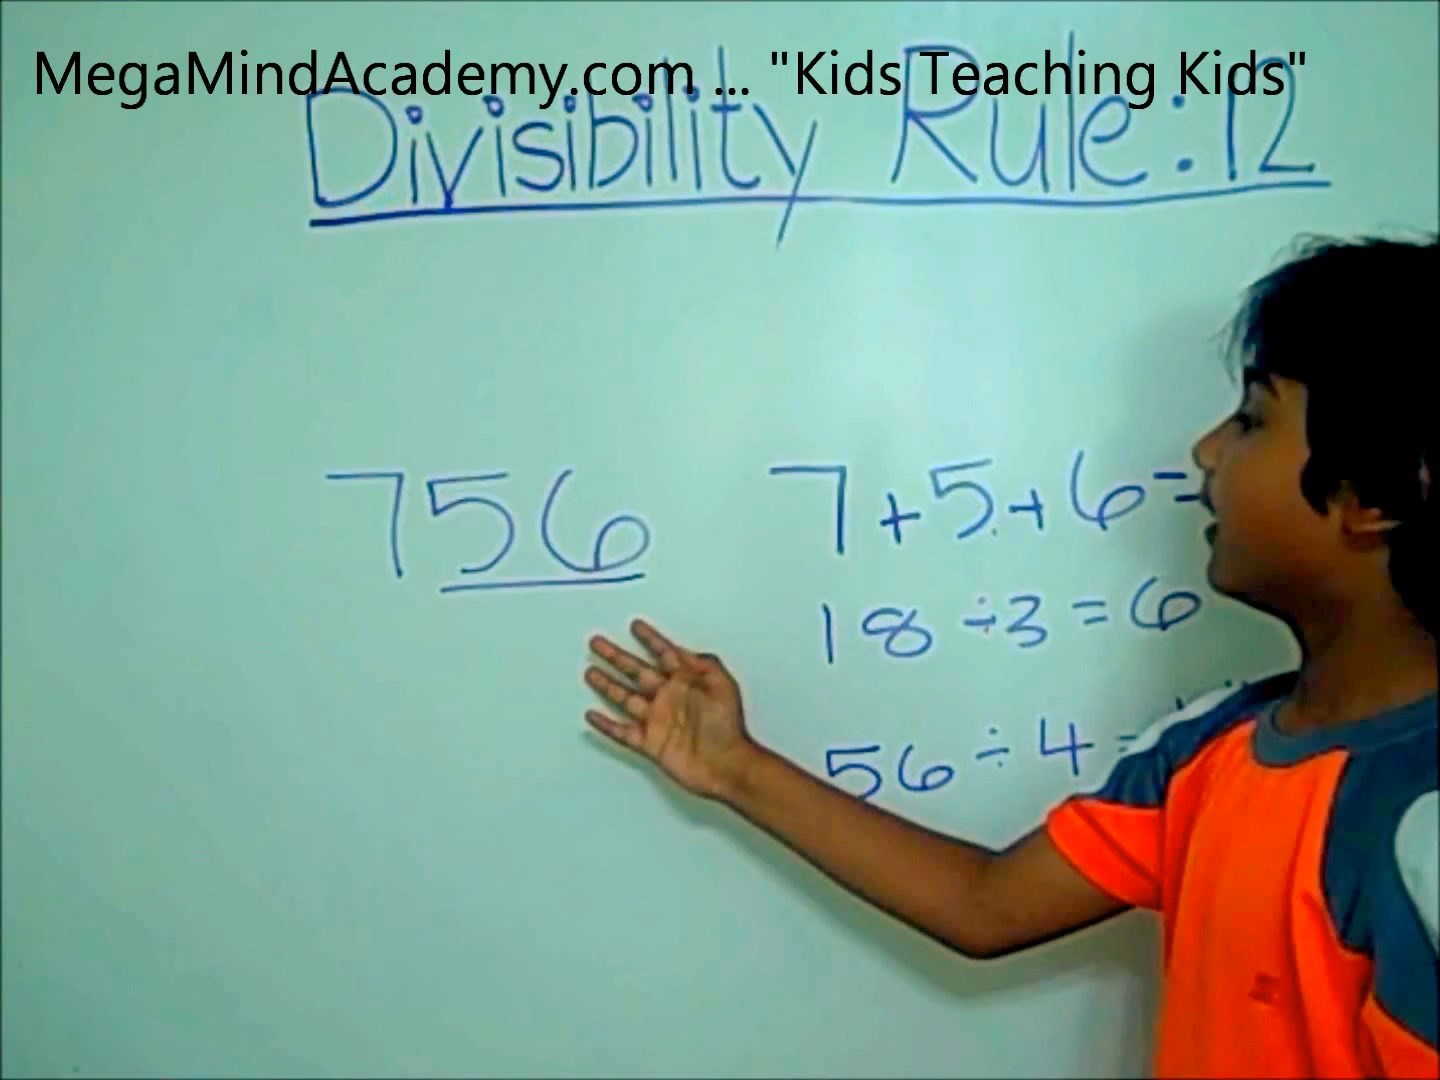 MegaMindAcademy.com ... "Kids Teaching Kids"
Divisibility Rule: 12
756
7+5+6=
18÷3=6
56÷4=